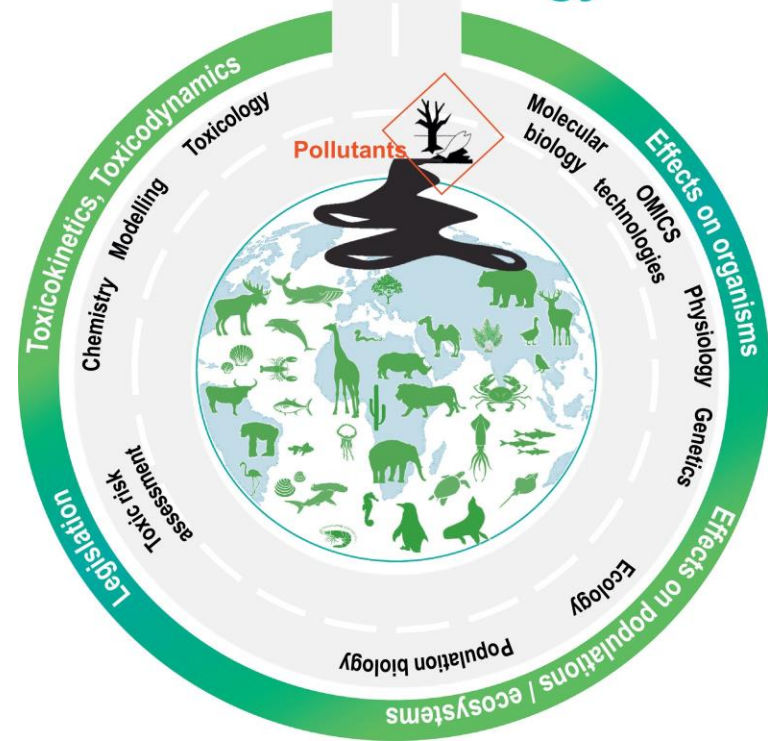 Toxicokinetics, Toxicodynamics
Toxicology
Modelling
Chemistry
Pollutants
Molecular
biology
OMICS
technologies
Effects on organisms
Physiology
Genetics
Toxic risk
assessment
Legislation
Ecology
Population biology
Effects on populations / ecosystems